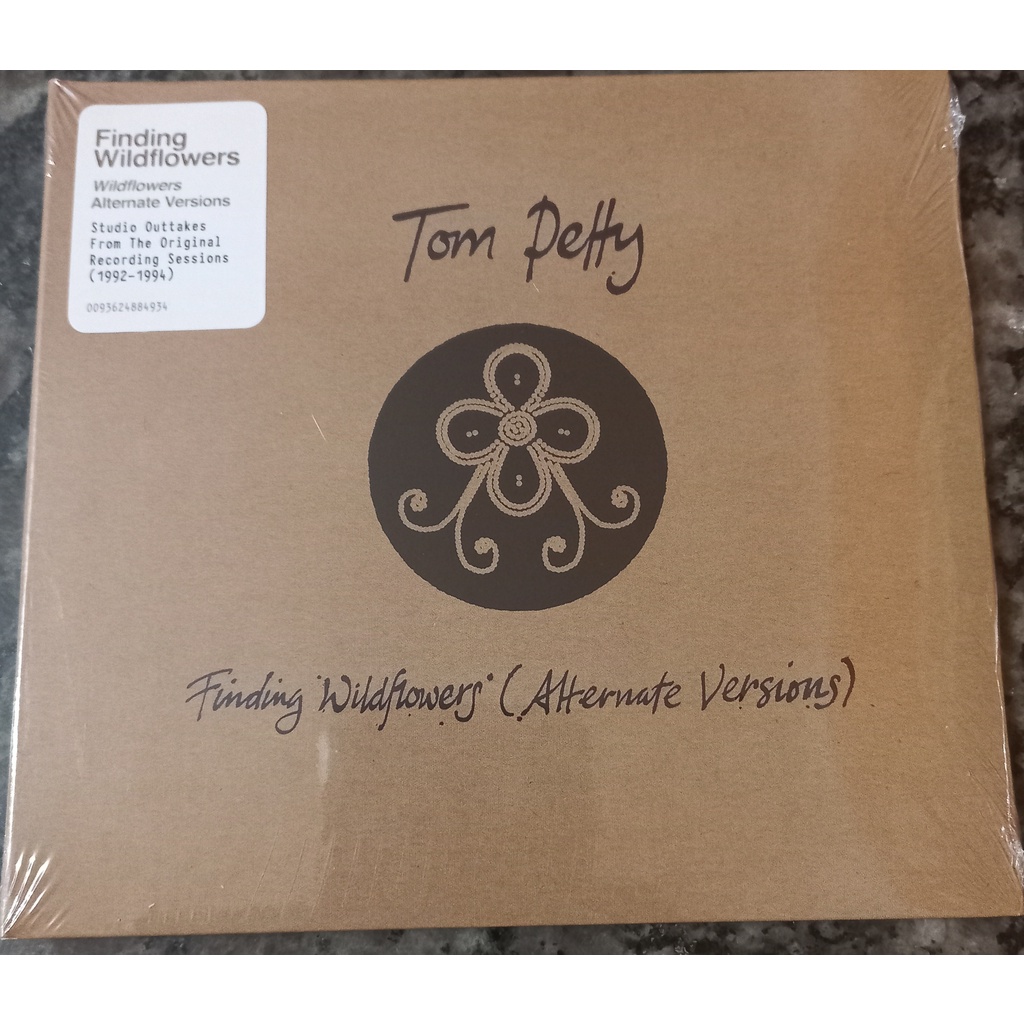 Finding
Wildflowers
Wildflowers
Alternate Versions
Studio Outtakes
From The Original
Recording Sessions
(1992-1994)
0093624884934
Tom Petty
Finding "Wildflowers" (Alternate Versions)